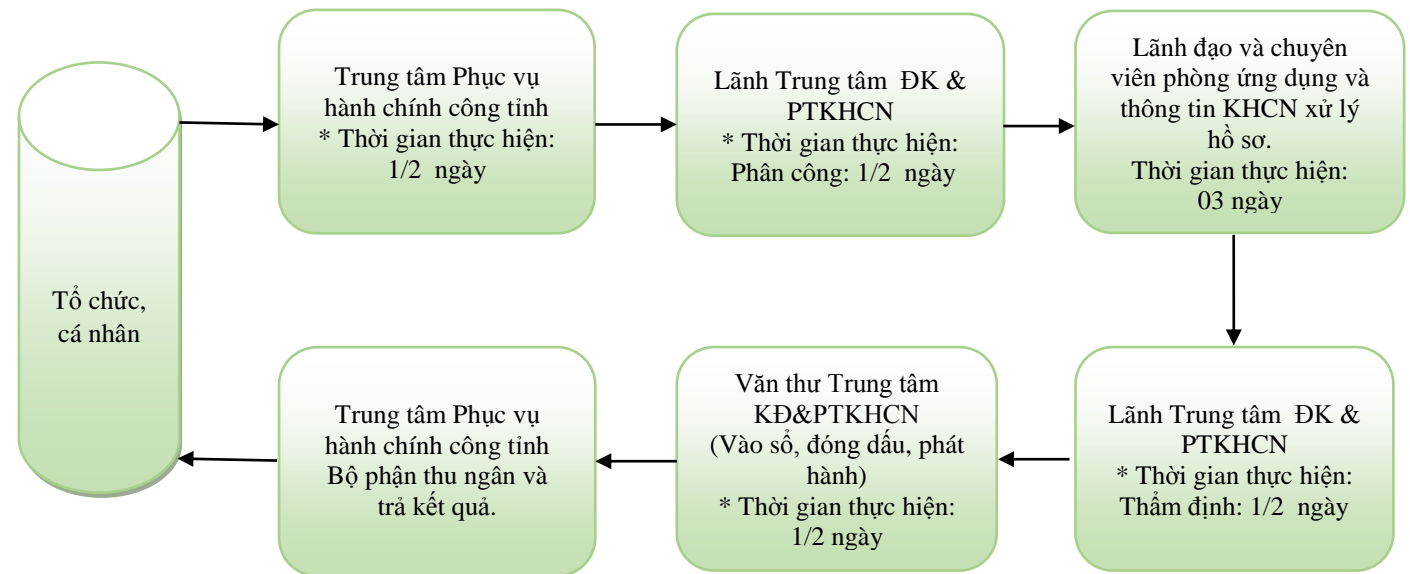 Tổ chức,
cá nhân
Trung tâm Phục vụ
hành chính công tỉnh
* Thời gian thực hiện:
1/2 ngày
Lãnh Trung tâm ĐK &
PTKHCN
* Thời gian thực hiện:
Phân công: 1/2 ngày
Lãnh đạo và chuyên
viên phòng ứng dụng và
thông tin KHCN xử lý
hồ sơ.
Thời gian thực hiện:
03 ngày
Lãnh Trung tâm ĐK &
PTKHCN
* Thời gian thực hiện:
Thẩm định: 1/2 ngày
Văn thư Trung tâm
KĐ&PTKHCN
(Vào sổ, đóng dấu, phát
hành)
* Thời gian thực hiện:
1/2 ngày
Trung tâm Phục vụ
hành chính công tỉnh
Bộ phận thu ngân và
trả kết quả.